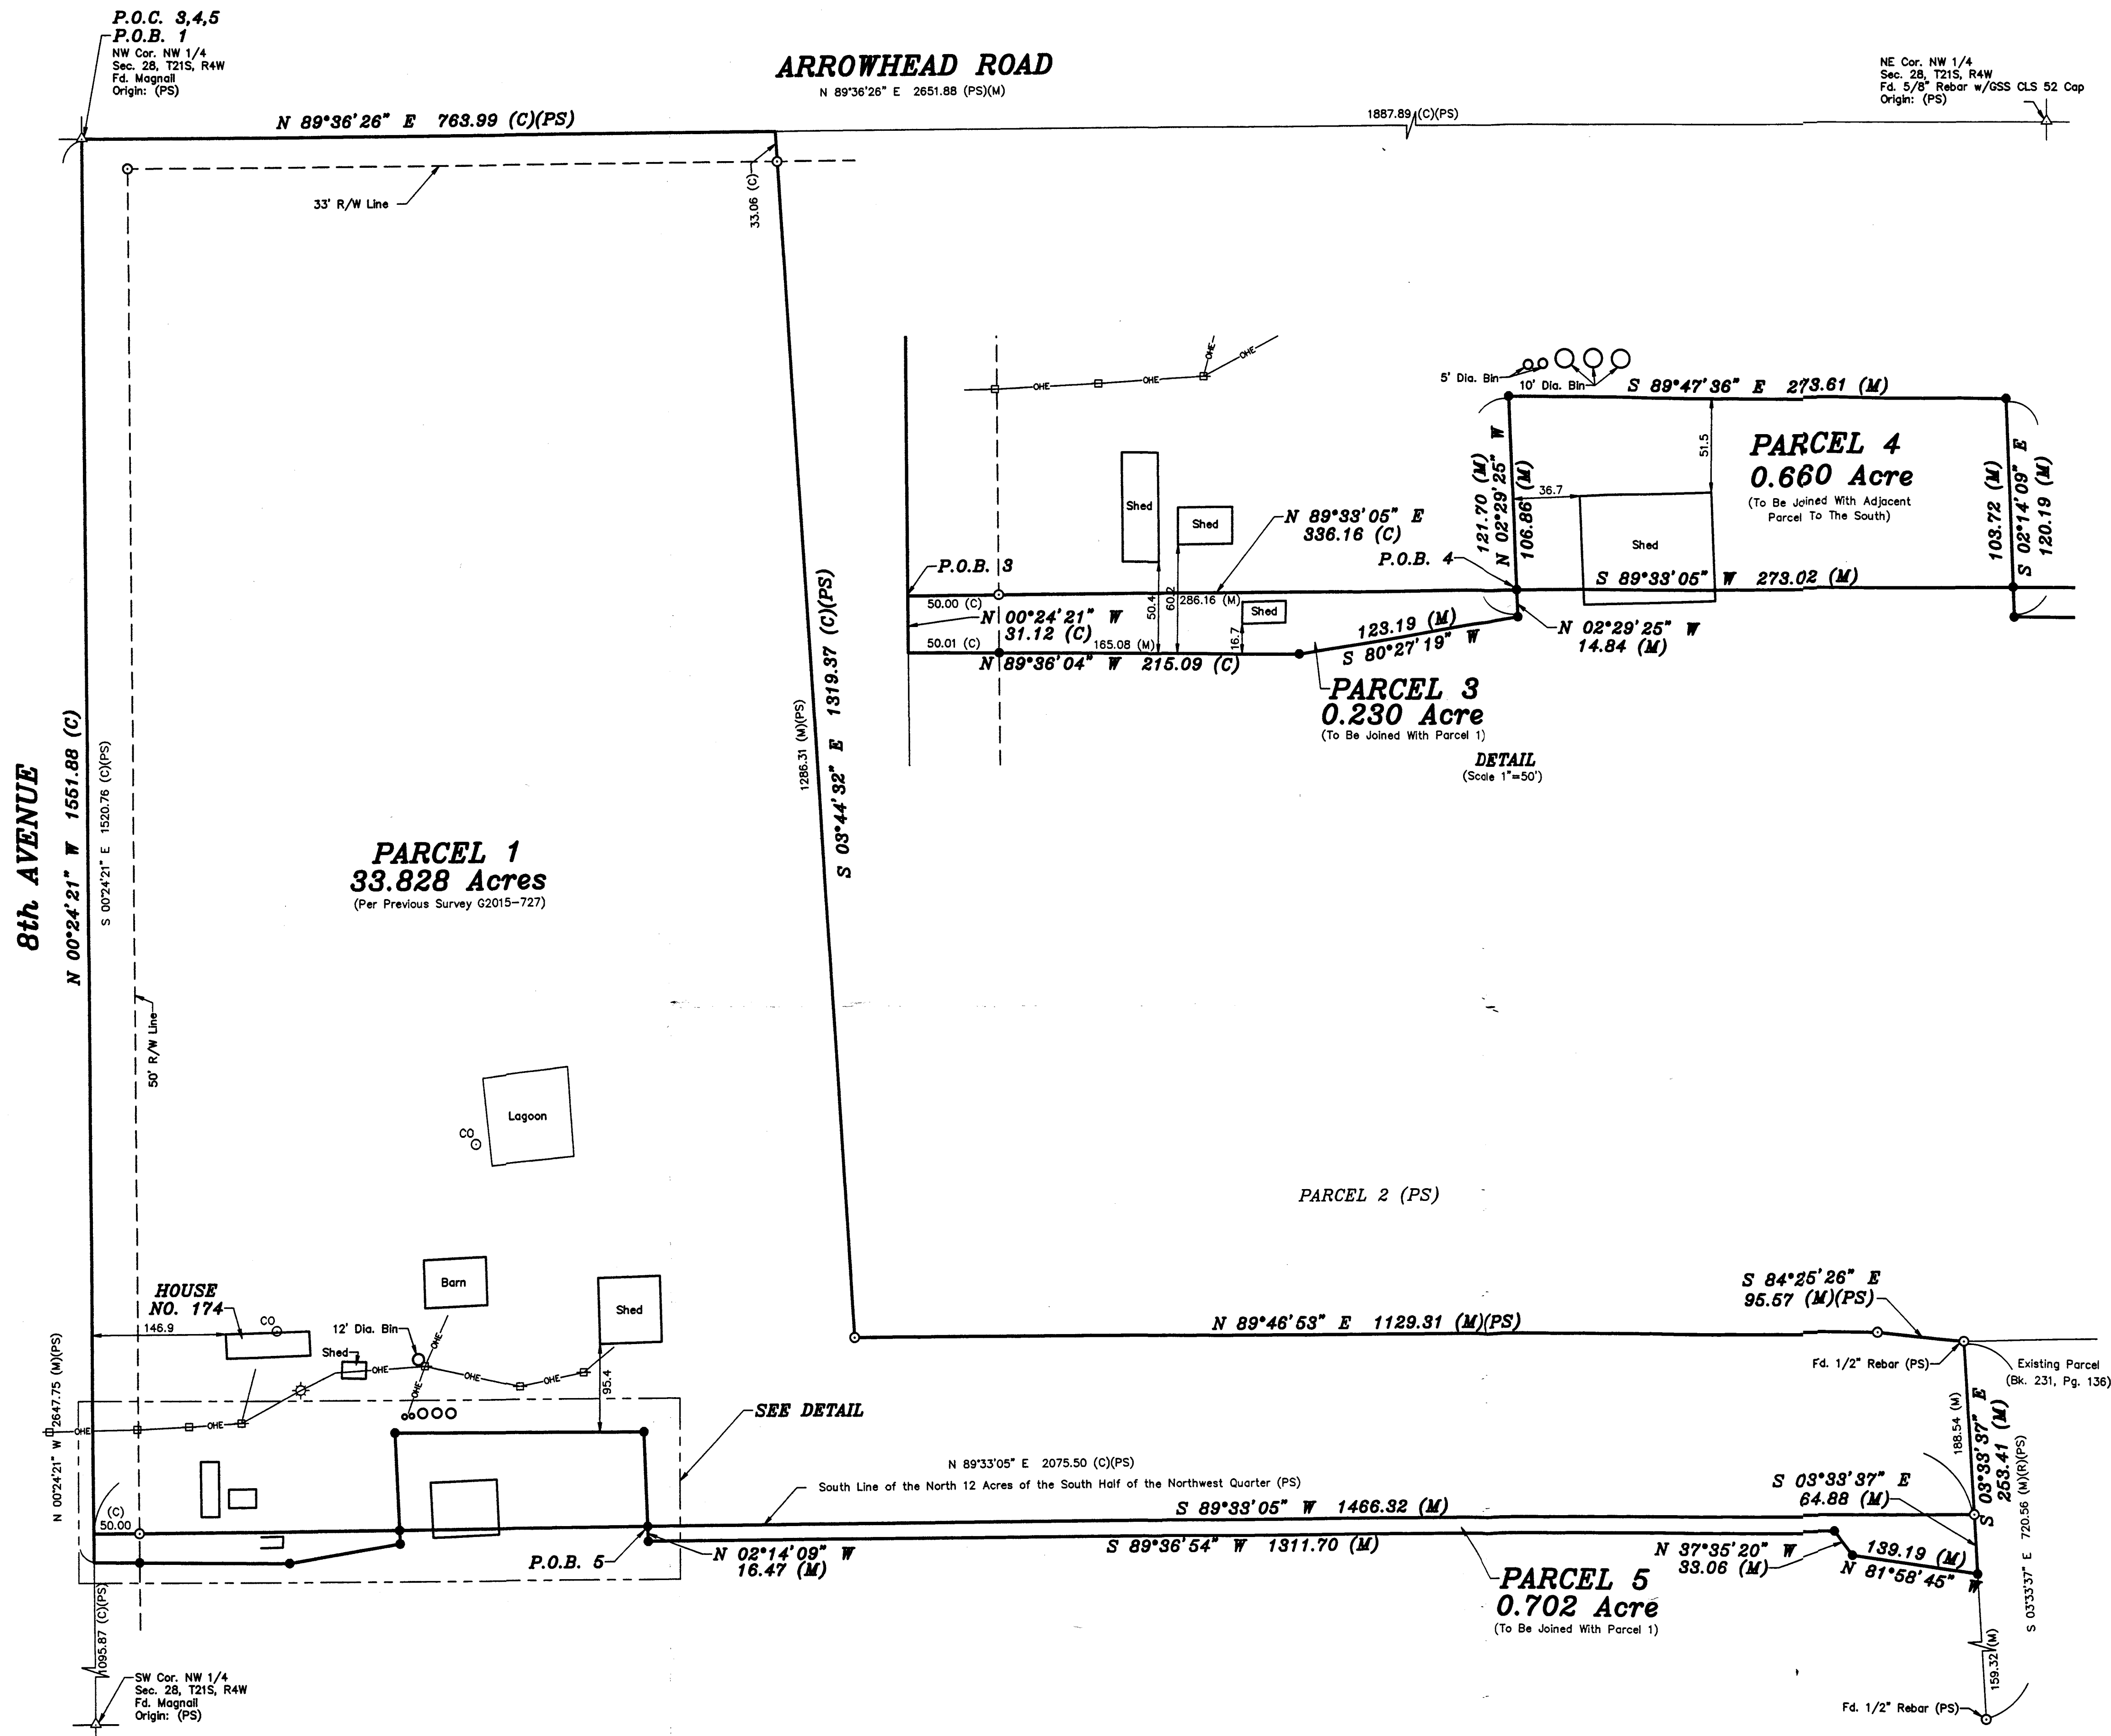 P.O.C. 3,4,5
P.O.B. 1
NW Cor. NW 1/4
Sec. 28, T21S, R4W
Fd. Magnail
Origin: (PS)
ARROWHEAD ROAD
N 89°36'26" E 2651.88 (PS)(M)
NE Cor. NW 1/4
Sec. 28, T21S, R4W
Fd. 5/8" Rebar w/GSS CLS 52 Cap
Origin: (PS)
N 89°36'26" E 763.99 (C)(PS)
1887.89 (C)(PS)
33' R/W Line
33.06 (C)
OHE
OHE
OHE
OHE
5' Dia. Bin
10' Dia. Bin
S 89°47'36" E 273.61 (M)
PARCEL 4
0.660 Acre
(To Be Joined With Adjacent
Parcel To The South)
51.5
36.7
Shed
121.70 (M)
N 02°29'25" W
106.86 (M)
103.72 (M)
S 02°14'09" E
120.19 (M)
Shed
Shed
N 89°33'05" E
336.16 (C)
P.O.B. 4
P.O.B. 3
S 89°33'05" W 273.02 (M)
50.00 (C)
50.4
60.2
286.16 (M)
Shed
16.7
N 00°24'21" W
31.12 (C)
50.01 (C)
165.08 (M)
N 89°36'04" W 215.09 (C)
123.19 (M)
S 80°27'19" W
N 02°29'25" W
14.84 (M)
PARCEL 3
0.230 Acre
(To Be Joined With Parcel 1)
DETAIL
(Scale 1"=50')
8th AVENUE
N 00°24'21" W 1551.88 (C)
S 00°24'21" E 1520.76 (C)(PS)
1286.31 (M)(PS)
S 03°44'32" E 1319.37 (C)(PS)
PARCEL 1
33.828 Acres
(Per Previous Survey G2015-727)
50' R/W Line
Lagoon
CO
PARCEL 2 (PS)
Barn
Shed
HOUSE
NO. 174
CO
146.9
12' Dia. Bin
Shed
OHE
OHE
OHE
OHE
OHE
OHE
OHE
95.4
N 00°24'21" W 2647.75 (M)(PS)
N 89°46'53" E 1129.31 (M)(PS)
S 84°25'26" E
95.57 (M)(PS)
Fd. 1/2" Rebar (PS)
Existing Parcel
(Bk. 231, Pg. 136)
SEE DETAIL
188.54 (M)
S 03°33'37" E
253.41 (M)
S 03°33'37" E 720.56 (M)(R)(PS)
N 89°33'05" E 2075.50 (C)(PS)
South Line of the North 12 Acres of the South Half of the Northwest Quarter (PS)
S 89°33'05" W 1466.32 (M)
S 03°33'37" E
64.88 (M)
(C)
50.00
P.O.B. 5
N 02°14'09" W
16.47 (M)
S 89°36'54" W 1311.70 (M)
N 37°35'20" W
33.06 (M)
139.19 (M)
N 81°58'45" W
PARCEL 5
0.702 Acre
(To Be Joined With Parcel 1)
1095.87 (C)(PS)
159.32 (M)
SW Cor. NW 1/4
Sec. 28, T21S, R4W
Fd. Magnail
Origin: (PS)
Fd. 1/2" Rebar (PS)